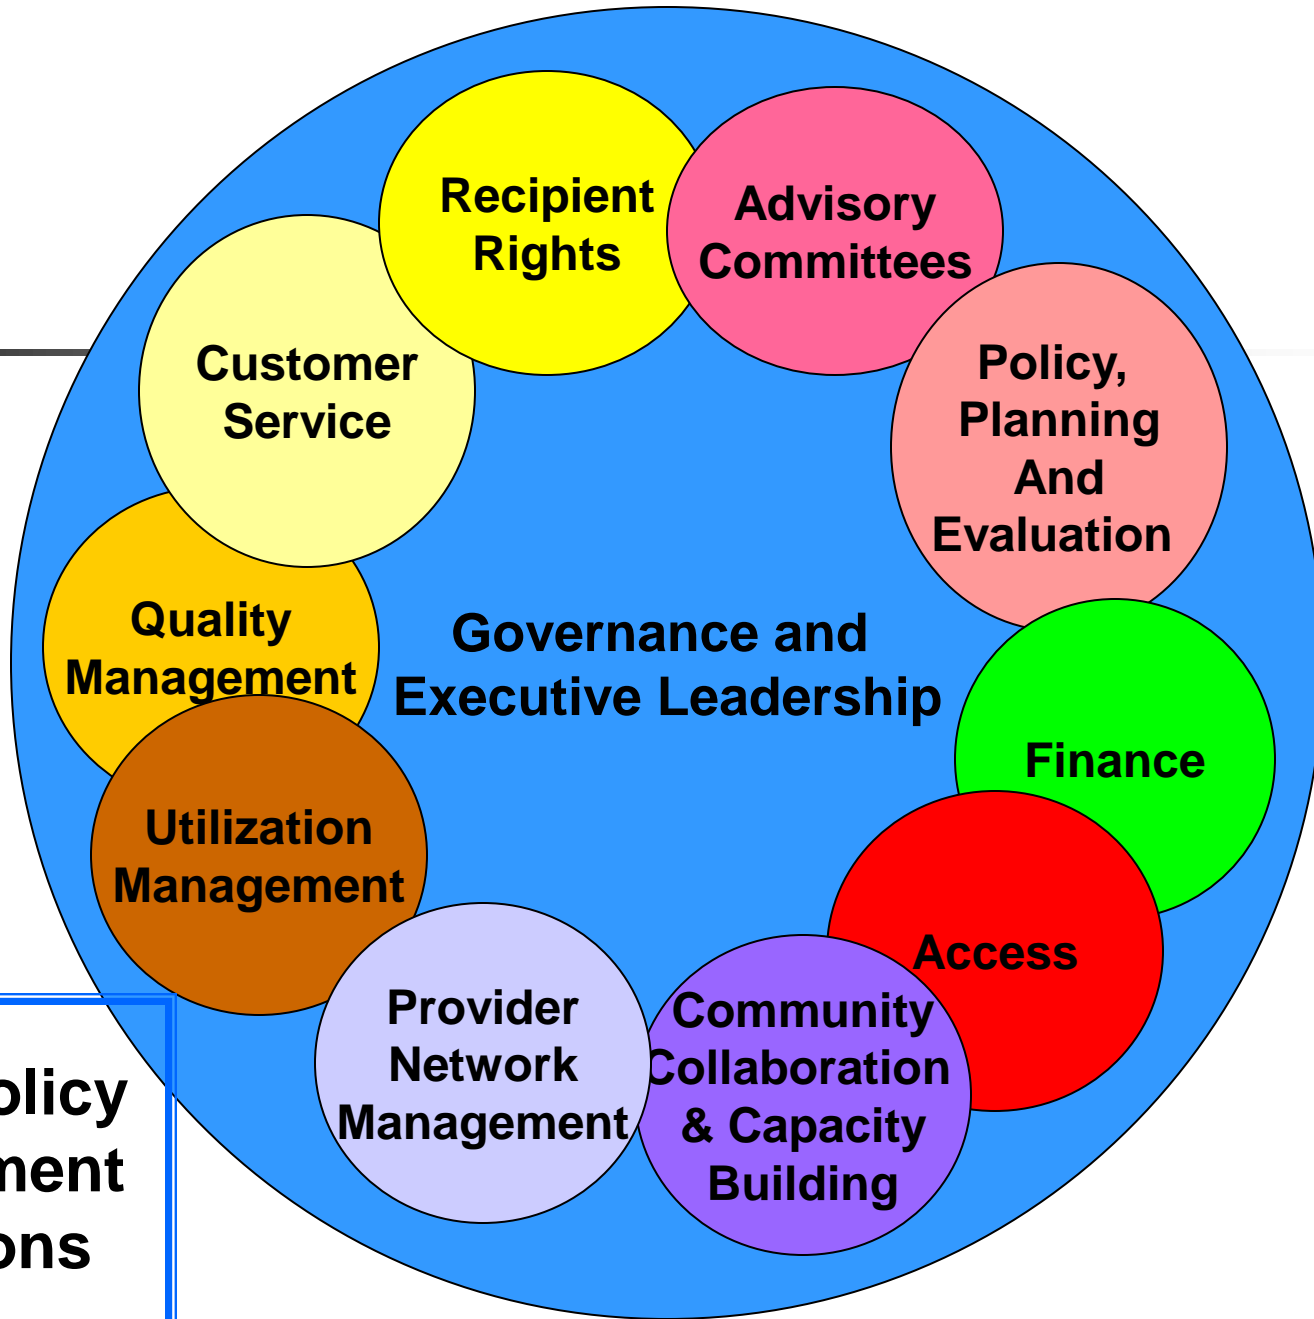 Recipient
Rights
Advisory
Committees
Customer
Service
Policy,
Planning
And
Evaluation
Quality
Management
Governance and
Executive Leadership
Finance
Utilization
Management
Access
Provider
Network
Management
Community
Collaboration
& Capacity
Building
olicy
ment
ons